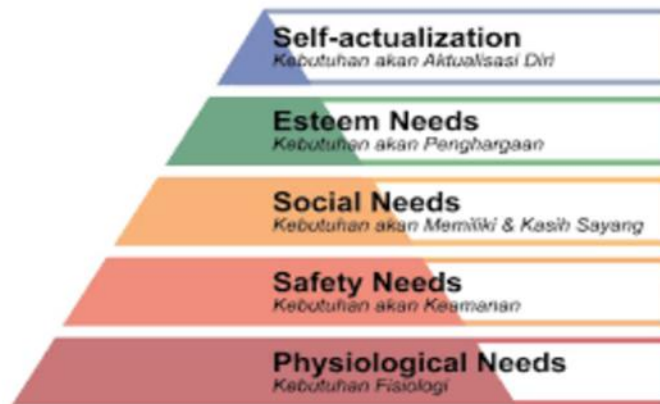 Self-actualization
Kebutuhan akan Aktualisasi Diri
Esteem Needs
Kebutuhan akan Penghargaan
Social Needs
Kebutuhan akan Memiliki & Kasih Sayang
Safety Needs
Kebutuhan akan Keamanan
Physiological Needs
Kebutuhan Fisiologi